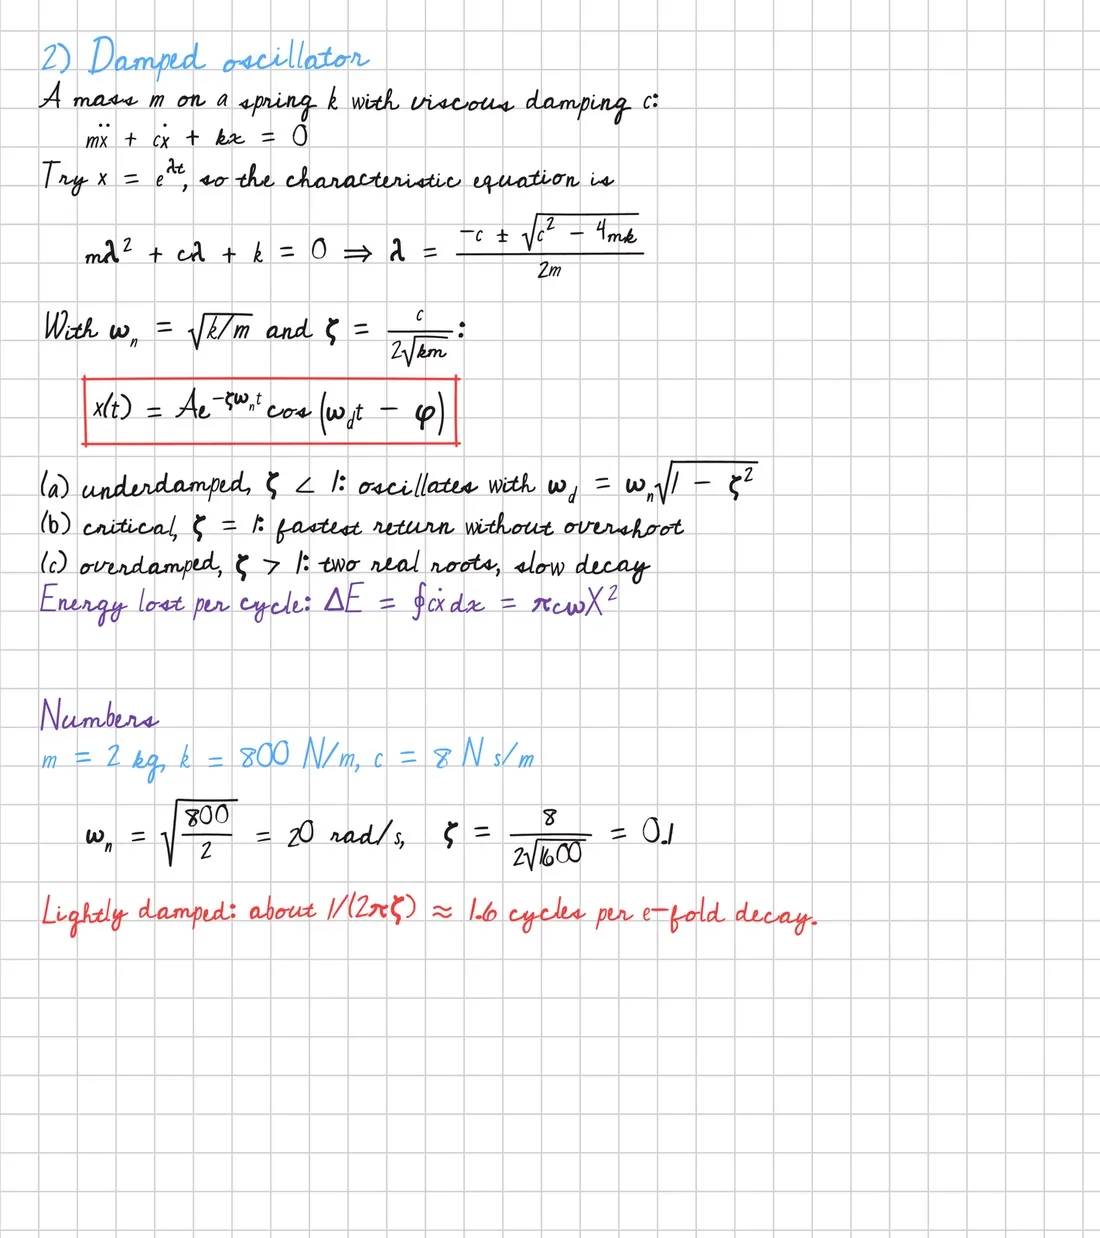 2) Damped oscillator
A mass m on a spring k with viscous damping c:
mẍ + cẋ + kx = 0
Try x = e^{λt}, so the characteristic equation is
mλ² + cλ + k = 0 ⇒ λ = (-c ± √(c² - 4mk)) / (2m)
With ω_n = √(k/m) and ζ = c / (2√(km)):
x(t) = Ae^{-ζω_n t} cos(ω_d t - φ)
(a) underdamped, ζ < 1: oscillates with ω_d = ω_n√(1 - ζ²)
(b) critical, ζ = 1: fastest return without overshoot
(c) overdamped, ζ > 1: two real roots, slow decay
Energy lost per cycle: ΔE = ∮cẋ dx = πcωX²
Numbers
m = 2 kg, k = 800 N/m, c = 8 N s/m
ω_n = √(800/2) = 20 rad/s, ζ = 8 / (2√1600) = 0.1
Lightly damped: about 1/(2πζ) ≈ 1.6 cycles per e-fold decay.